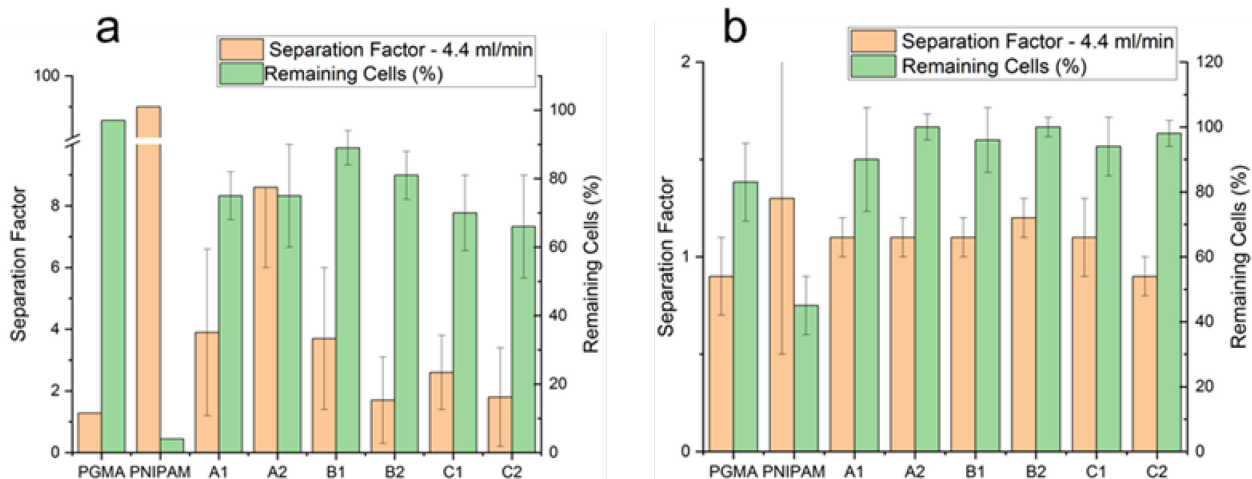 a
Separation Factor - 4.4 ml/min
Remaining Cells (%)
Separation Factor
100
8
6
4
2
0
100
80
60
40
20
0
Remaining Cells (%)
PGMA PNIPAM A1 A2 B1 B2 C1 C2
b
Separation Factor - 4.4 ml/min
Remaining Cells (%)
Separation Factor
2
1
0
120
100
80
60
40
20
0
Remaining Cells (%)
PGMA PNIPAM A1 A2 B1 B2 C1 C2